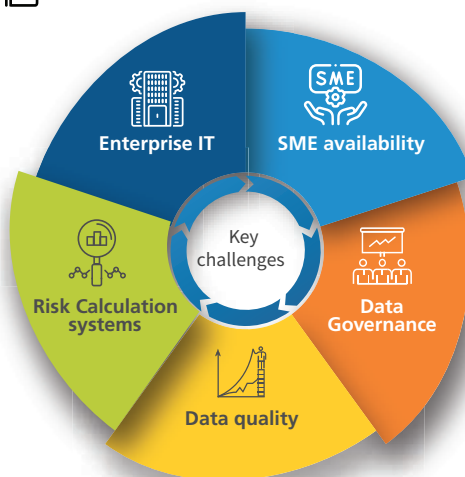 SME
Enterprise IT
SME availability
Key
challenges
Risk Calculation
systems
Data
Governance
Data quality